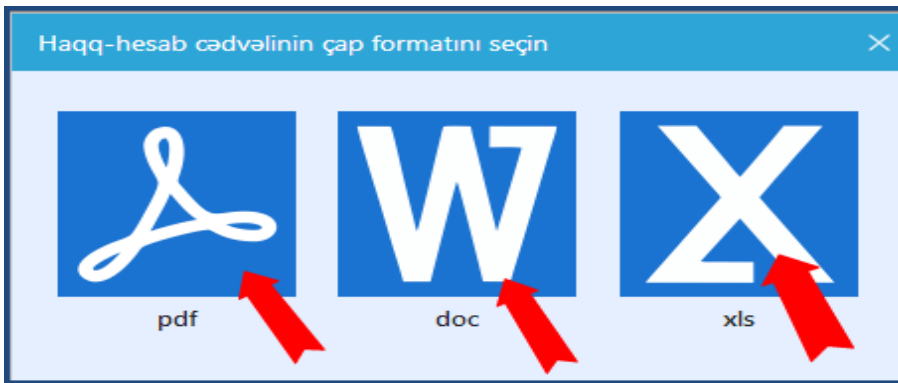 Haqq-hesab cədvəlinin çap formatını seçin
pdf
doc
xls